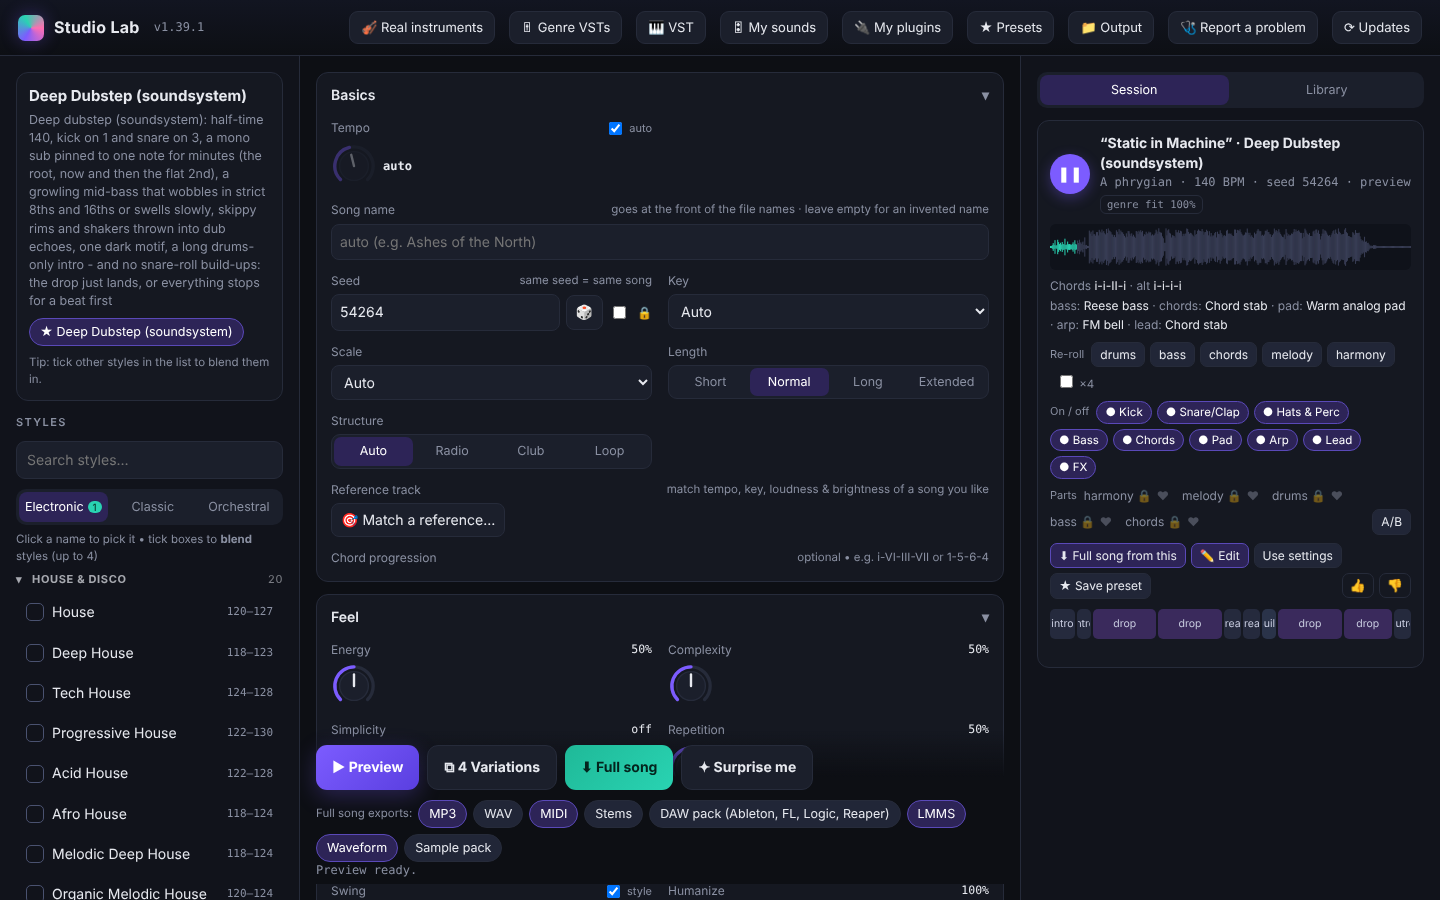 Studio Lab v1.39.1
🎻 Real instruments
🎚 Genre VSTs
🎹 VST
🎛 My sounds
🔌 My plugins
★ Presets
📁 Output
🩺 Report a problem
⟳ Updates
Deep Dubstep (soundsystem)
Deep dubstep (soundsystem): half-time
140, kick on 1 and snare on 3, a mono
sub pinned to one note for minutes (the
root, now and then the flat 2nd), a
growling mid-bass that wobbles in strict
8ths and 16ths or swells slowly, skippy
rims and shakers thrown into dub
echoes, one dark motif, a long drums-
only intro - and no snare-roll build-ups:
the drop just lands, or everything stops
for a beat first
★ Deep Dubstep (soundsystem)
Tip: tick other styles in the list to blend them
in.
STYLES
Search styles...
Electronic 1 Classic Orchestral
Click a name to pick it • tick boxes to blend
styles (up to 4)
▾ HOUSE & DISCO 20
House 120–127
Deep House 118–123
Tech House 124–128
Progressive House 122–130
Acid House 122–128
Afro House 118–124
Melodic Deep House 118–124
Organic Melodic House 120–124
Basics ▾
Tempo auto
auto
Song name goes at the front of the file names · leave empty for an invented name
auto (e.g. Ashes of the North)
Seed same seed = same song Key
54264 🎲 🔒 Auto
Scale Length
Auto Short Normal Long Extended
Structure
Auto Radio Club Loop
Reference track match tempo, key, loudness & brightness of a song you like
🎯 Match a reference...
Chord progression optional • e.g. i-VI-III-VII or 1-5-6-4
Feel ▾
Energy 50% Complexity 50%
Simplicity off Repetition 50%
▶ Preview
⧉ 4 Variations
⬇ Full song
✦ Surprise me
Full song exports: MP3 WAV MIDI Stems DAW pack (Ableton, FL, Logic, Reaper) LMMS
Waveform Sample pack
Preview ready.
Swing style Humanize 100%
Session Library
“Static in Machine” · Deep Dubstep
(soundsystem)
A phrygian · 140 BPM · seed 54264 · preview
genre fit 100%
Chords i-i-II-i · alt i-i-i-i
bass: Reese bass · chords: Chord stab · pad: Warm analog pad
· arp: FM bell · lead: Chord stab
Re-roll drums bass chords melody harmony
×4
On / off ● Kick ● Snare/Clap ● Hats & Perc
● Bass ● Chords ● Pad ● Arp ● Lead
● FX
Parts harmony 🔒 ♥ melody 🔒 ♥ drums 🔒 ♥
bass 🔒 ♥ chords 🔒 ♥ A/B
⬇ Full song from this ✏️ Edit Use settings
★ Save preset 👍 👎
intro ntr drop drop rea rea uil drop drop utr